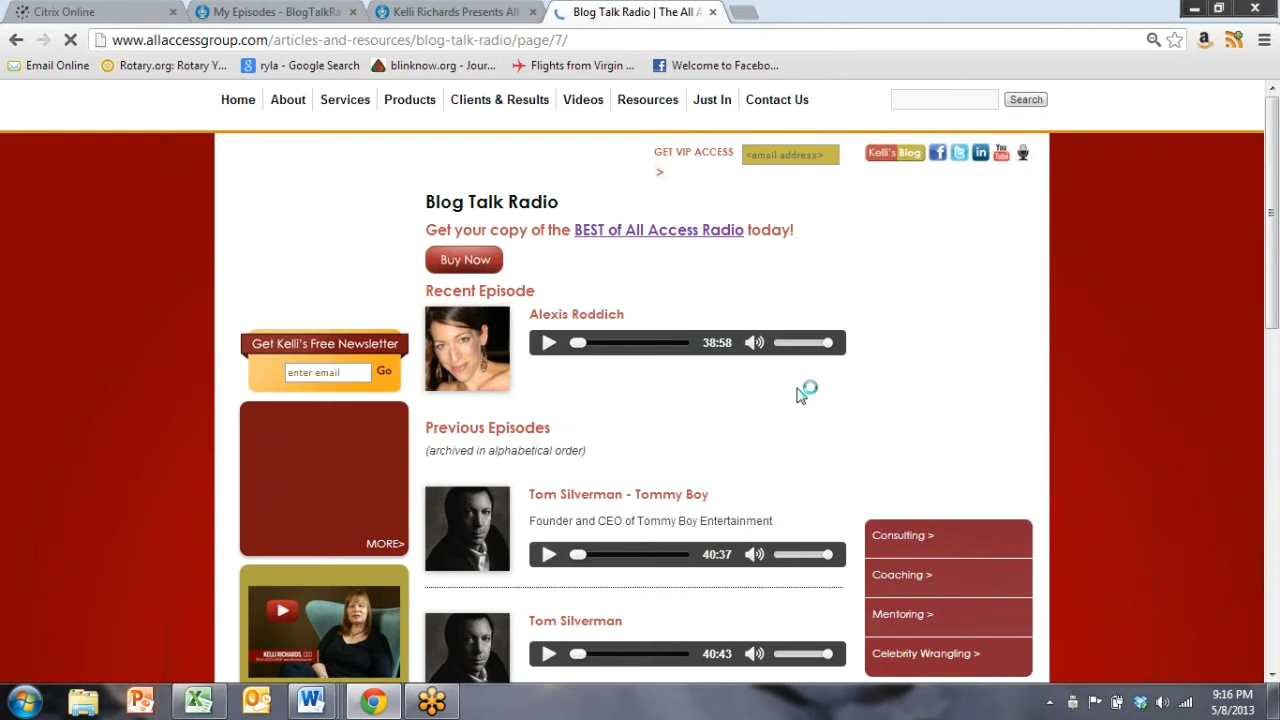 Citrix Online
My Episodes - BlogTalkRa
Kelli Richards Presents All
Blog Talk Radio | The All A
www.allaccessgroup.com/articles-and-resources/blog-talk-radio/page/7/
Email Online
Rotary.org: Rotary Y...
ryla - Google Search
blinknow.org - Jour...
Flights from Virgin ...
Welcome to Facebo...
Home
About
Services
Products
Clients & Results
Videos
Resources
Just In
Contact Us
Search
GET VIP ACCESS
>
<email address>
Kelli's Blog
You Tube
Blog Talk Radio
Get your copy of the BEST of All Access Radio today!
Buy Now
Recent Episode
Alexis Roddich
38:58
Get Kelli's Free Newsletter
enter email
Go
MORE>
Previous Episodes
(archived in alphabetical order)
Tom Silverman - Tommy Boy
Founder and CEO of Tommy Boy Entertainment
40:37
Tom Silverman
40:43
Consulting >
Coaching >
Mentoring >
Celebrity Wrangling >
KELLI RICHARDS, CEO
9:16 PM
5/8/2013